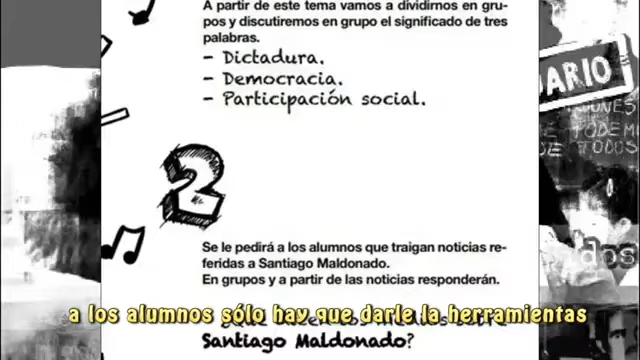 A partir de este tema vamos a dividirnos en gru-
pos y discutiremos en grupo el significado de tres
palabras.
- Dictadura.
- Democracia.
- Participación social.
ARIO
2
Se le pedirá a los alumnos que traigan noticias re-
feridas a Santiago Maldonado.
En grupos y a partir de las noticias responderán.
a los alumnos sólo hay que darle la herramientas
Santiago Maldonado?